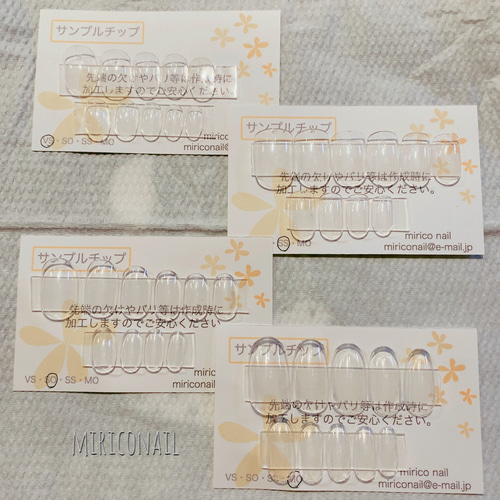 サンプルチップ
先端の欠けやバリ等は作成時に
加工しますのでご安心ください。
VS・SO・SS・MO
mirico
miriconail@
サンプルチップ
先端の欠けやバリ等は作成時に
加工しますのでご安心ください。
SS・MO
mirico nail
miriconail@e-mail.jp
サンプルチップ
先端の欠けやバリ等は作成時に
加工しますのでご安心ください
VS・SO・SS・MO
mirico n
miriconail
サンプルチップ
先端の欠けやバリ等は作成時に
加工しますのでご安心ください。
VS・SO・SS・MO
mirico nail
miriconail@e-mail.jp
MIRICONAIL